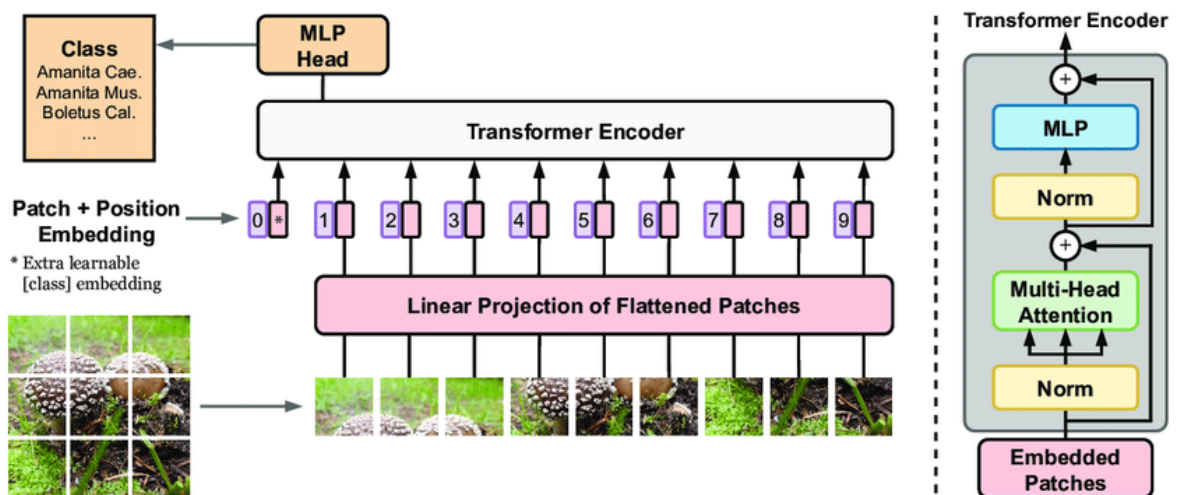 Class
Amanita Cae.
Amanita Mus.
Boletus Cal.
...
MLP
Head
Transformer Encoder
Patch + Position
Embedding
* Extra learnable
[class] embedding
0 * 1 2 3 4 5 6 7 8 9
Linear Projection of Flattened Patches
Transformer Encoder
+
MLP
Norm
+
Multi-Head
Attention
Norm
Embedded
Patches